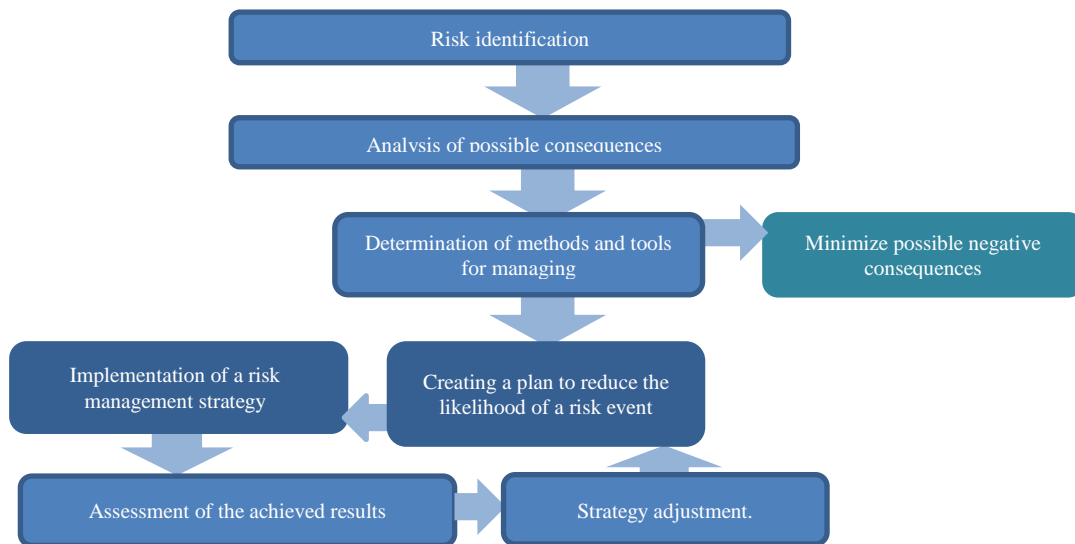 Risk identification
Analysis of possible consequences
Determination of methods and tools
for managing
Minimize possible negative
consequences
Implementation of a risk
management strategy
Creating a plan to reduce the
likelihood of a risk event
Assessment of the achieved results
Strategy adjustment.